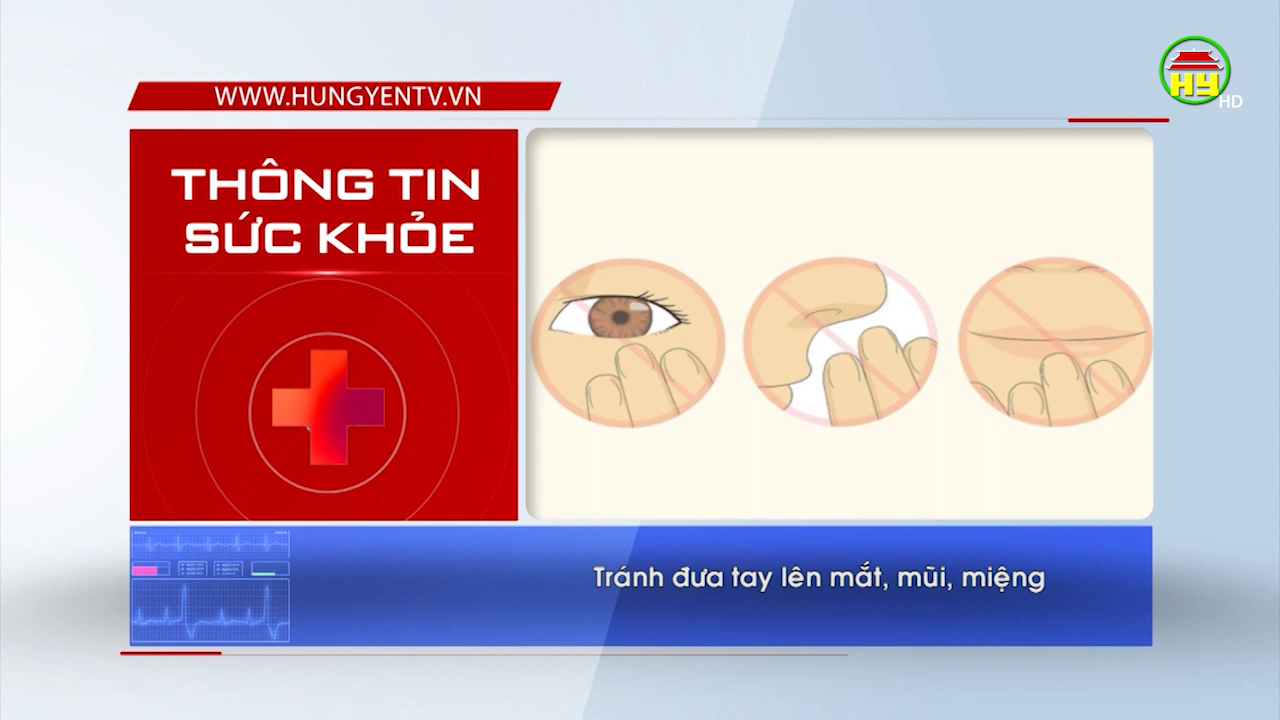 WWW.HUNGYENTV.VN
HY
HD
THÔNG TIN
SỨC KHỎE
Tránh đưa tay lên mắt, mũi, miệng